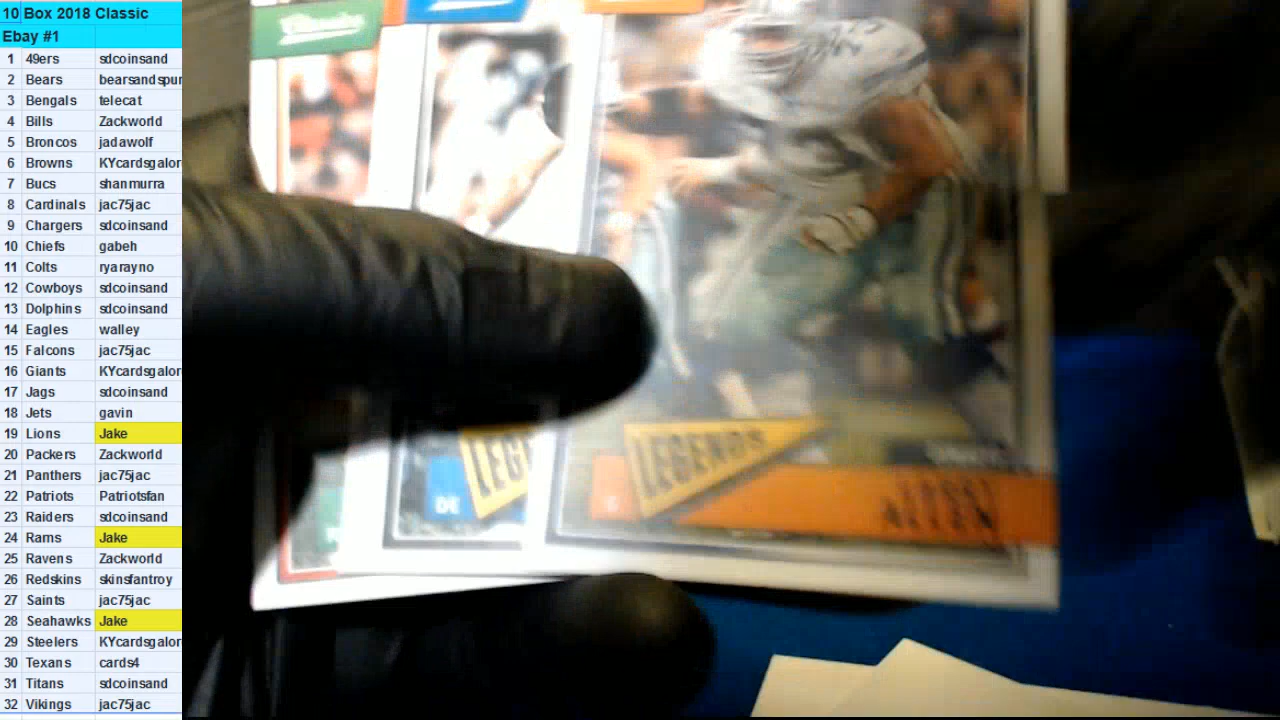 10 Box 2018 Classic
Ebay #1
1 49ers sdcoinsand
2 Bears bearsandspur
3 Bengals telecat
4 Bills Zackworld
5 Broncos jadawolf
6 Browns KYcardsgalor
7 Bucs shanmurra
8 Cardinals jac75jac
9 Chargers sdcoinsand
10 Chiefs gabeh
11 Colts ryarayno
12 Cowboys sdcoinsand
13 Dolphins sdcoinsand
14 Eagles walley
15 Falcons jac75jac
16 Giants KYcardsgalor
17 Jags sdcoinsand
18 Jets gavin
19 Lions Jake
20 Packers Zackworld
21 Panthers jac75jac
22 Patriots Patriotsfan
23 Raiders sdcoinsand
24 Rams Jake
25 Ravens Zackworld
26 Redskins skinsfantroy
27 Saints jac75jac
28 Seahawks Jake
29 Steelers KYcardsgalor
30 Texans cards4
31 Titans sdcoinsand
32 Vikings jac75jac
Classics
LEGE
DE
LEGENDS
ALLEN